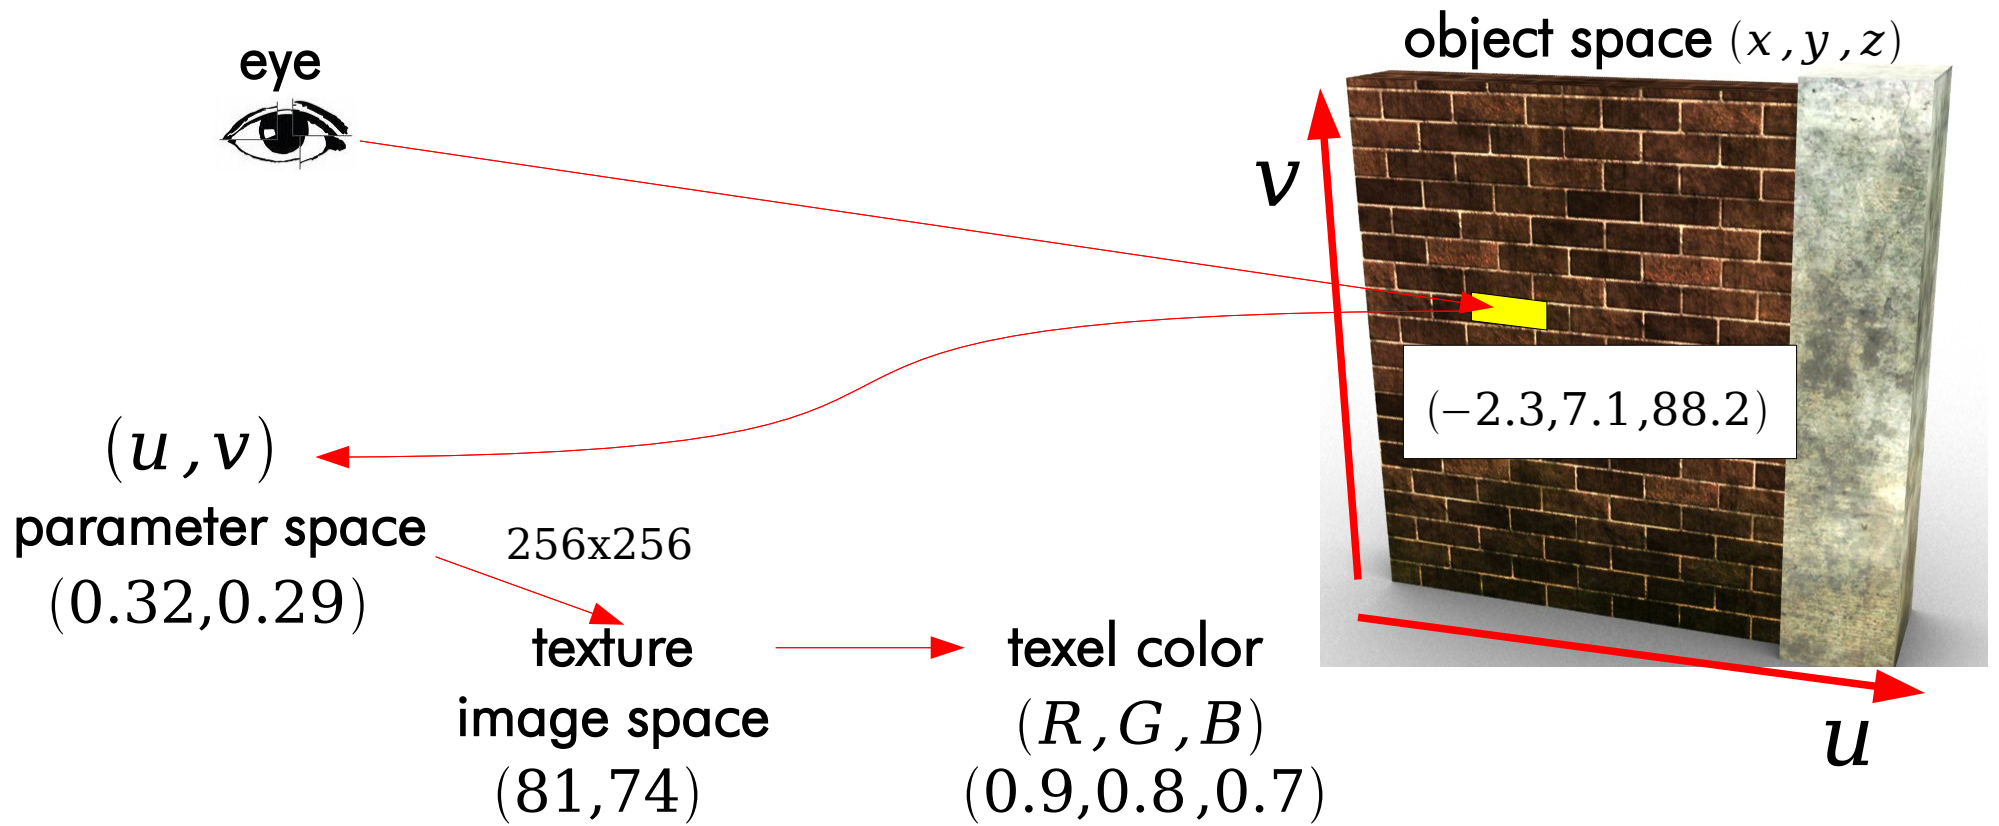 eye
object space (x,y,z)
v
(−2.3,7.1,88.2)
(u,v)
parameter space
(0.32,0.29)
256x256
texture
image space
(81,74)
texel color
(R,G,B)
(0.9,0.8,0.7)
u